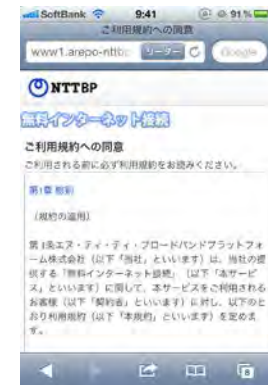 SoftBank 9:41 91%
ご利用規約への同意
www1.arepo-nttbp リーダー Google
NTTBP
無料インターネット接続
ご利用規約への同意
ご利用される前に必ず利用規約をお読みください。
第1章 総則
（規約の適用）
第1条エヌ・ティ・ティ・ブロードバンドプラットフォ
ーム株式会社（以下「当社」といいます）は、当社の提
供する「無料インターネット接続」（以下「本サービ
ス」といいます）に関して、本サービスをご利用される
お客様（以下「契約者」といいます）に対し、以下のと
おり利用規約（以下「本規約」といいます）を定めま
す。